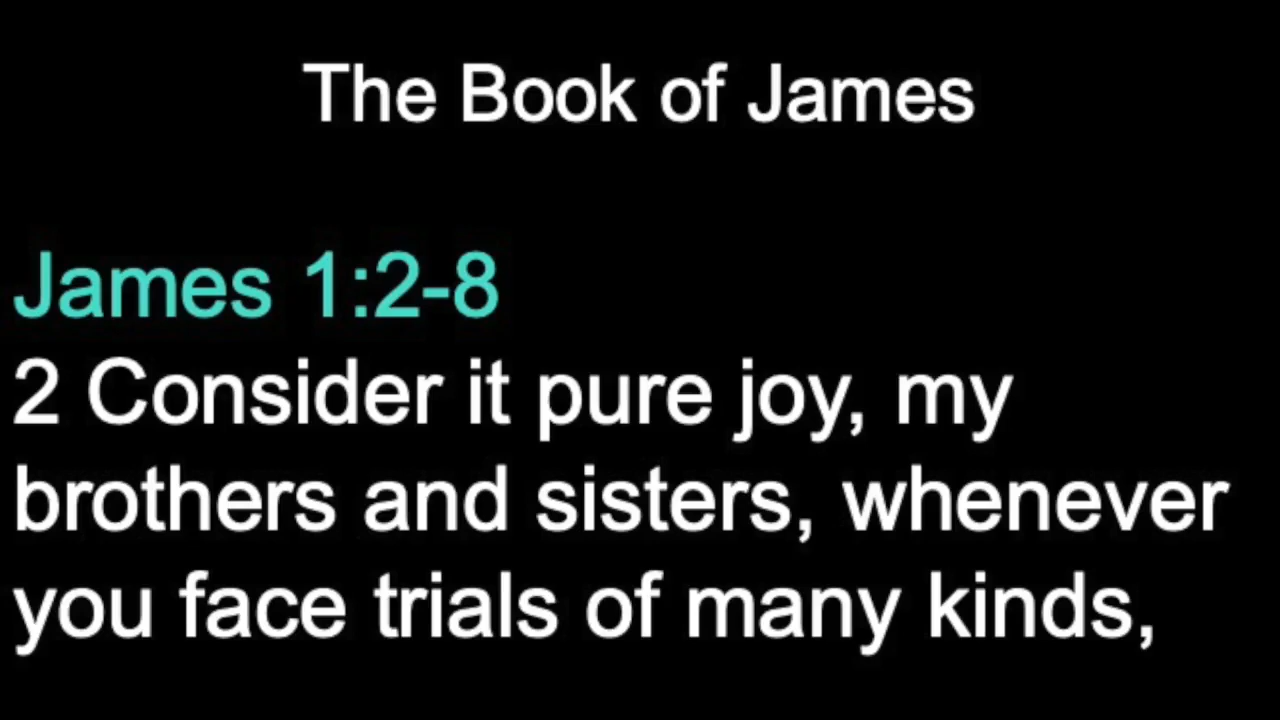 The Book of James
James 1:2-8
2 Consider it pure joy, my
brothers and sisters, whenever
you face trials of many kinds,